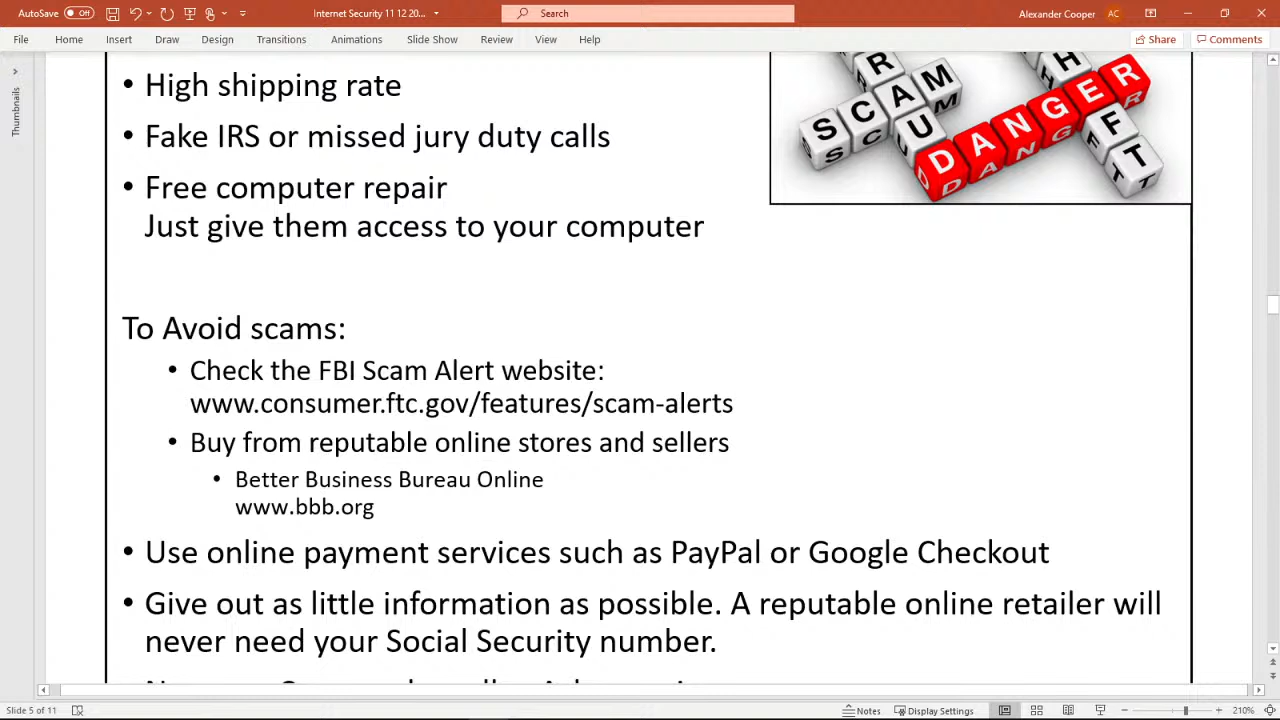 AutoSave Off Internet Security 11 12 20... Search Alexander Cooper AC
File Home Insert Draw Design Transitions Animations Slide Show Review View Help Share Comments
Thumbnails
• High shipping rate
• Fake IRS or missed jury duty calls
• Free computer repair
Just give them access to your computer
SCAM
FRAUD
DANGER
THEFT
To Avoid scams:
• Check the FBI Scam Alert website:
www.consumer.ftc.gov/features/scam-alerts
• Buy from reputable online stores and sellers
• Better Business Bureau Online
www.bbb.org
• Use online payment services such as PayPal or Google Checkout
• Give out as little information as possible. A reputable online retailer will
never need your Social Security number.
Slide 5 of 11 Notes Display Settings 210%